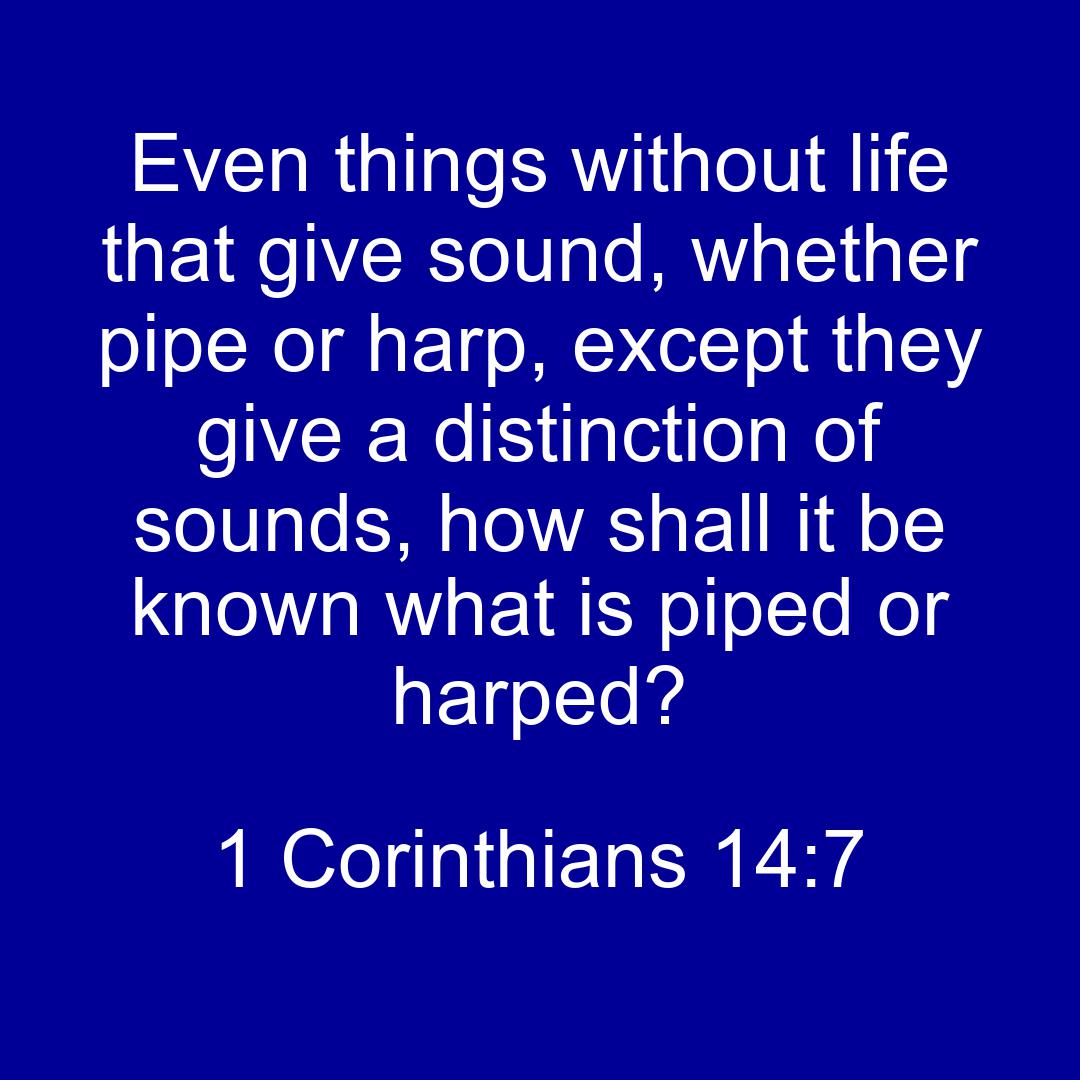 Even things without life
that give sound, whether
pipe or harp, except they
give a distinction of
sounds, how shall it be
known what is piped or
harped?
1 Corinthians 14:7